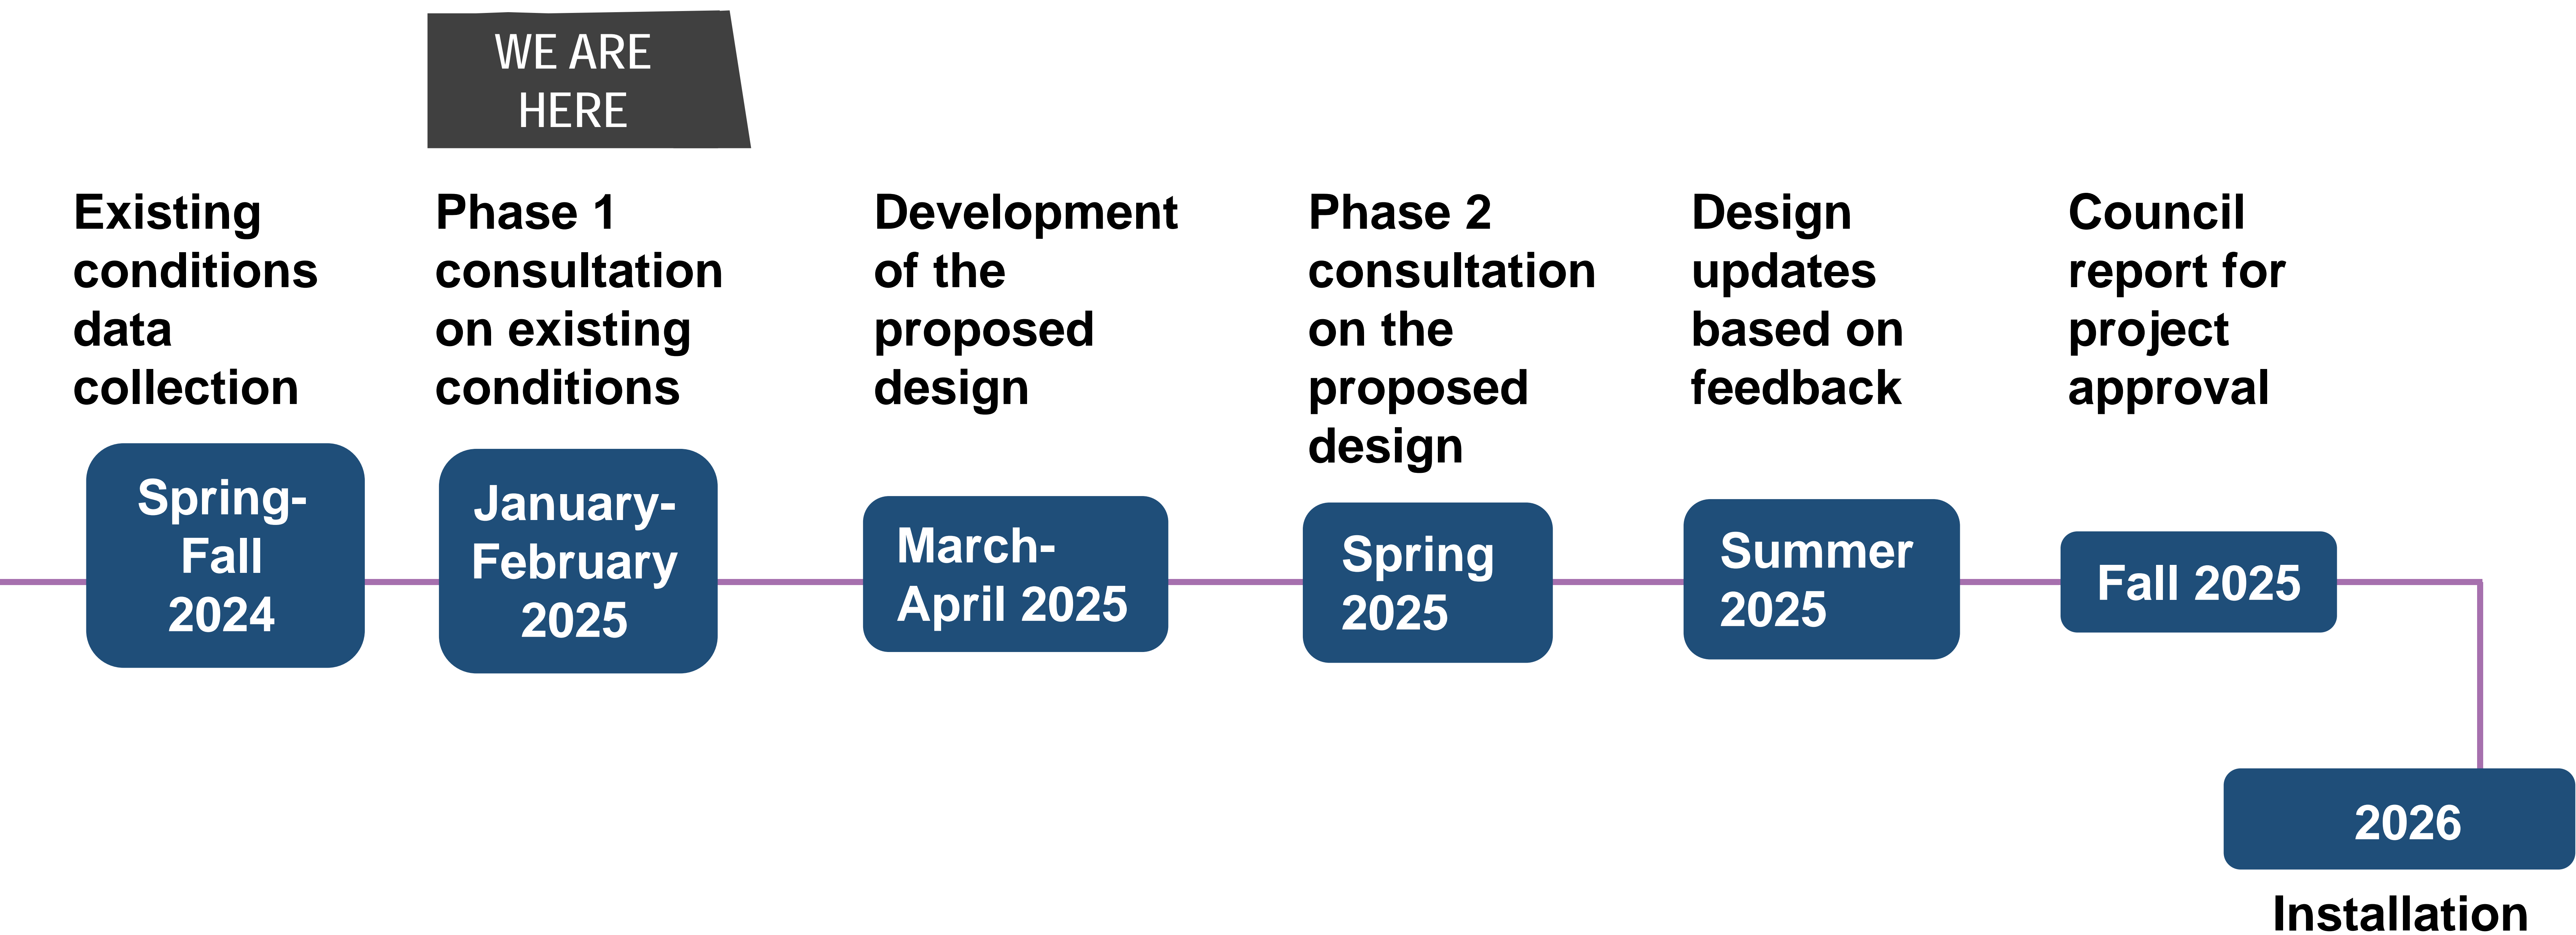 WE ARE
HERE
Existing
conditions
data
collection
Spring-
Fall
2024
Phase 1
consultation
on existing
conditions
January-
February
2025
Development
of the
proposed
design
March-
April 2025
Phase 2
consultation
on the
proposed
design
Spring
2025
Design
updates
based on
feedback
Summer
2025
Council
report for
project
approval
Fall 2025
2026
Installation